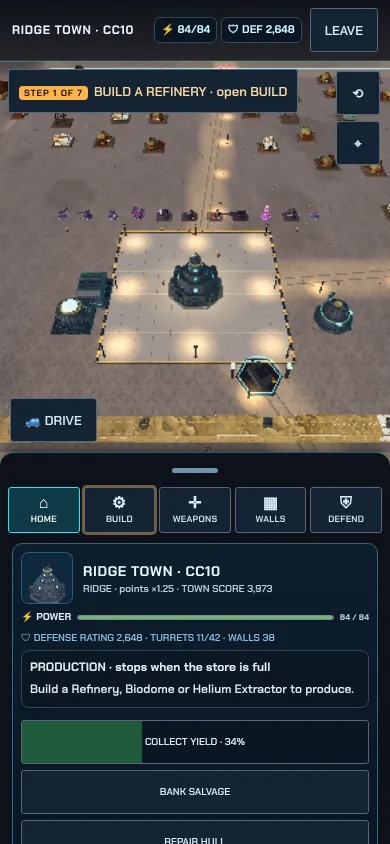 RIDGE TOWN · CC10
⚡ 84/84
🛡 DEF 2,648
LEAVE
STEP 1 OF 7
BUILD A REFINERY · open BUILD
DRIVE
HOME
BUILD
WEAPONS
WALLS
DEFEND
RIDGE TOWN · CC10
RIDGE · points ×1.25 · TOWN SCORE 3,973
⚡ POWER
84 / 84
🛡 DEFENSE RATING 2,648 · TURRETS 11/42 · WALLS 38
PRODUCTION · stops when the store is full
Build a Refinery, Biodome or Helium Extractor to produce.
COLLECT YIELD · 34%
BANK SALVAGE
REPAIR HULL